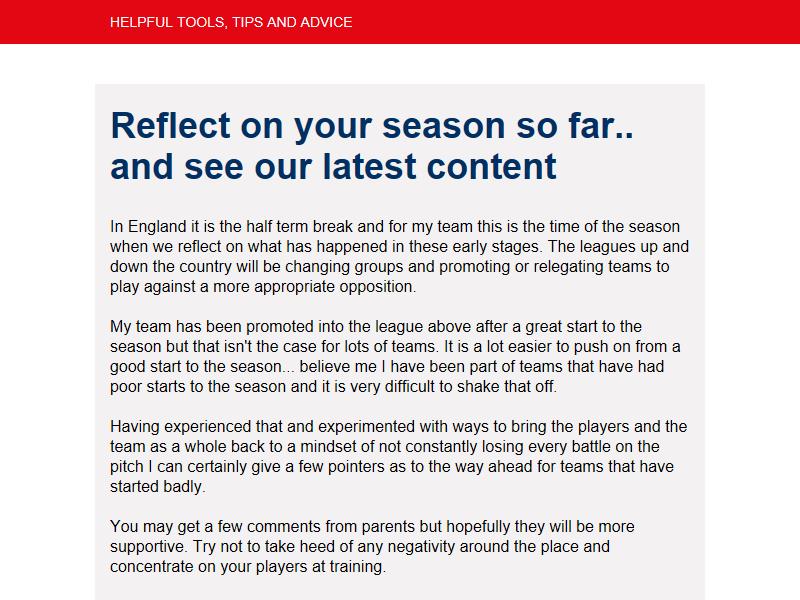 HELPFUL TOOLS, TIPS AND ADVICE
Reflect on your season so far..
and see our latest content
In England it is the half term break and for my team this is the time of the season
when we reflect on what has happened in these early stages. The leagues up and
down the country will be changing groups and promoting or relegating teams to
play against a more appropriate opposition.
My team has been promoted into the league above after a great start to the
season but that isn't the case for lots of teams. It is a lot easier to push on from a
good start to the season... believe me I have been part of teams that have had
poor starts to the season and it is very difficult to shake that off.
Having experienced that and experimented with ways to bring the players and the
team as a whole back to a mindset of not constantly losing every battle on the
pitch I can certainly give a few pointers as to the way ahead for teams that have
started badly.
You may get a few comments from parents but hopefully they will be more
supportive. Try not to take heed of any negativity around the place and
concentrate on your players at training.